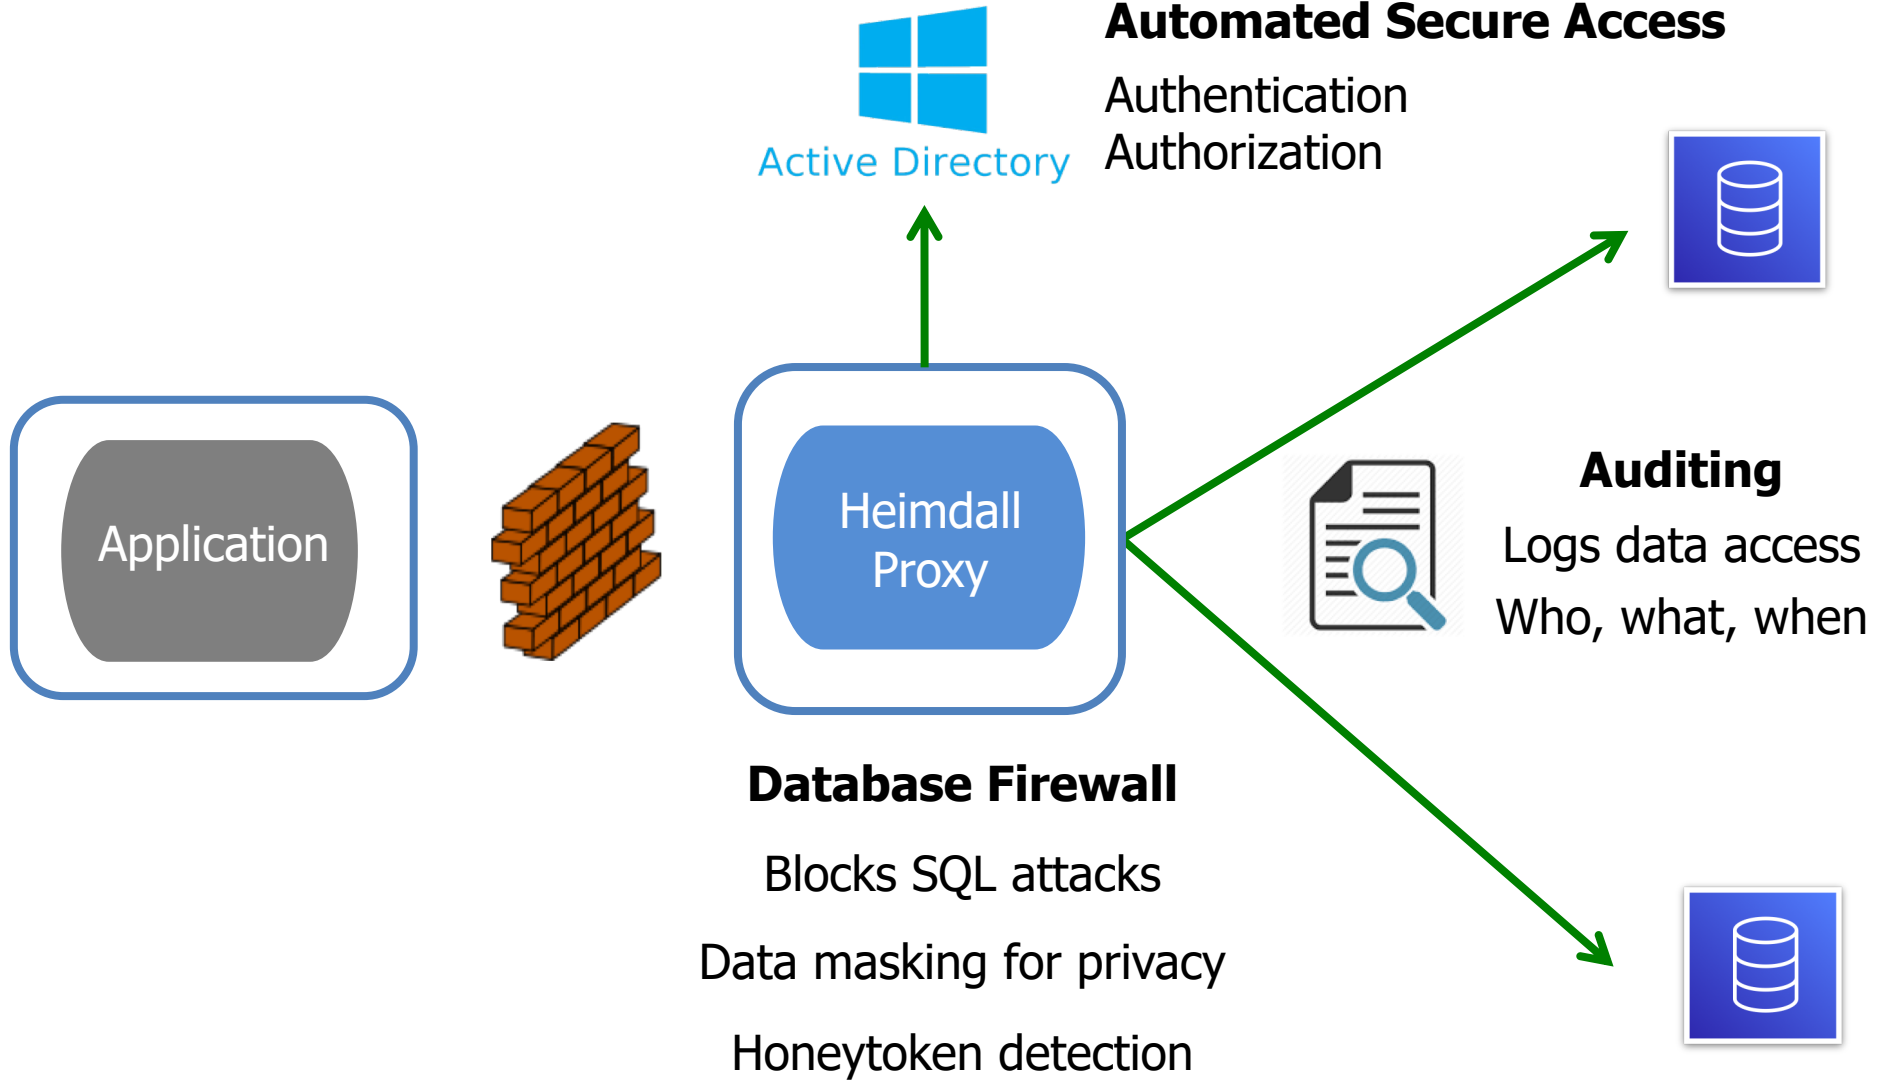 Automated Secure Access
Authentication
Authorization
Active Directory
Application
Heimdall
Proxy
Auditing
Logs data access
Who, what, when
Database Firewall
Blocks SQL attacks
Data masking for privacy
Honeytoken detection